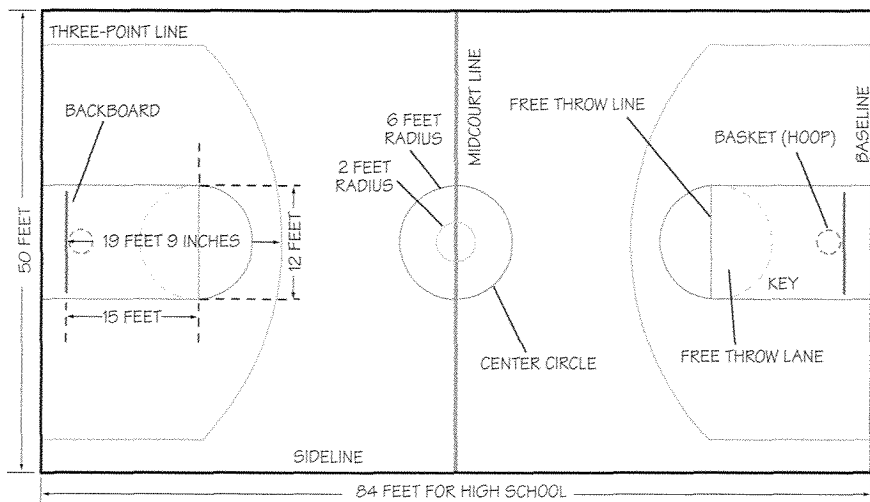 THREE-POINT LINE
BACKBOARD
6 FEET
RADIUS
2 FEET
RADIUS
MIDCOURT LINE
FREE THROW LINE
BASKET (HOOP)
BASELINE
50 FEET
19 FEET 9 INCHES
12 FEET
15 FEET
KEY
CENTER CIRCLE
FREE THROW LANE
SIDELINE
84 FEET FOR HIGH SCHOOL